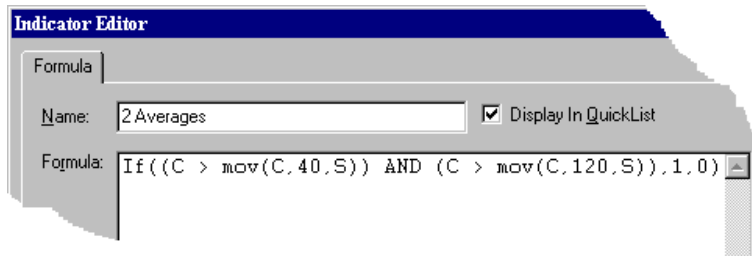 Indicator Editor
Formula
Name: 2 Averages Display In QuickList
Formula: If((C > mov(C,40,S)) AND (C > mov(C,120,S)),1,0)